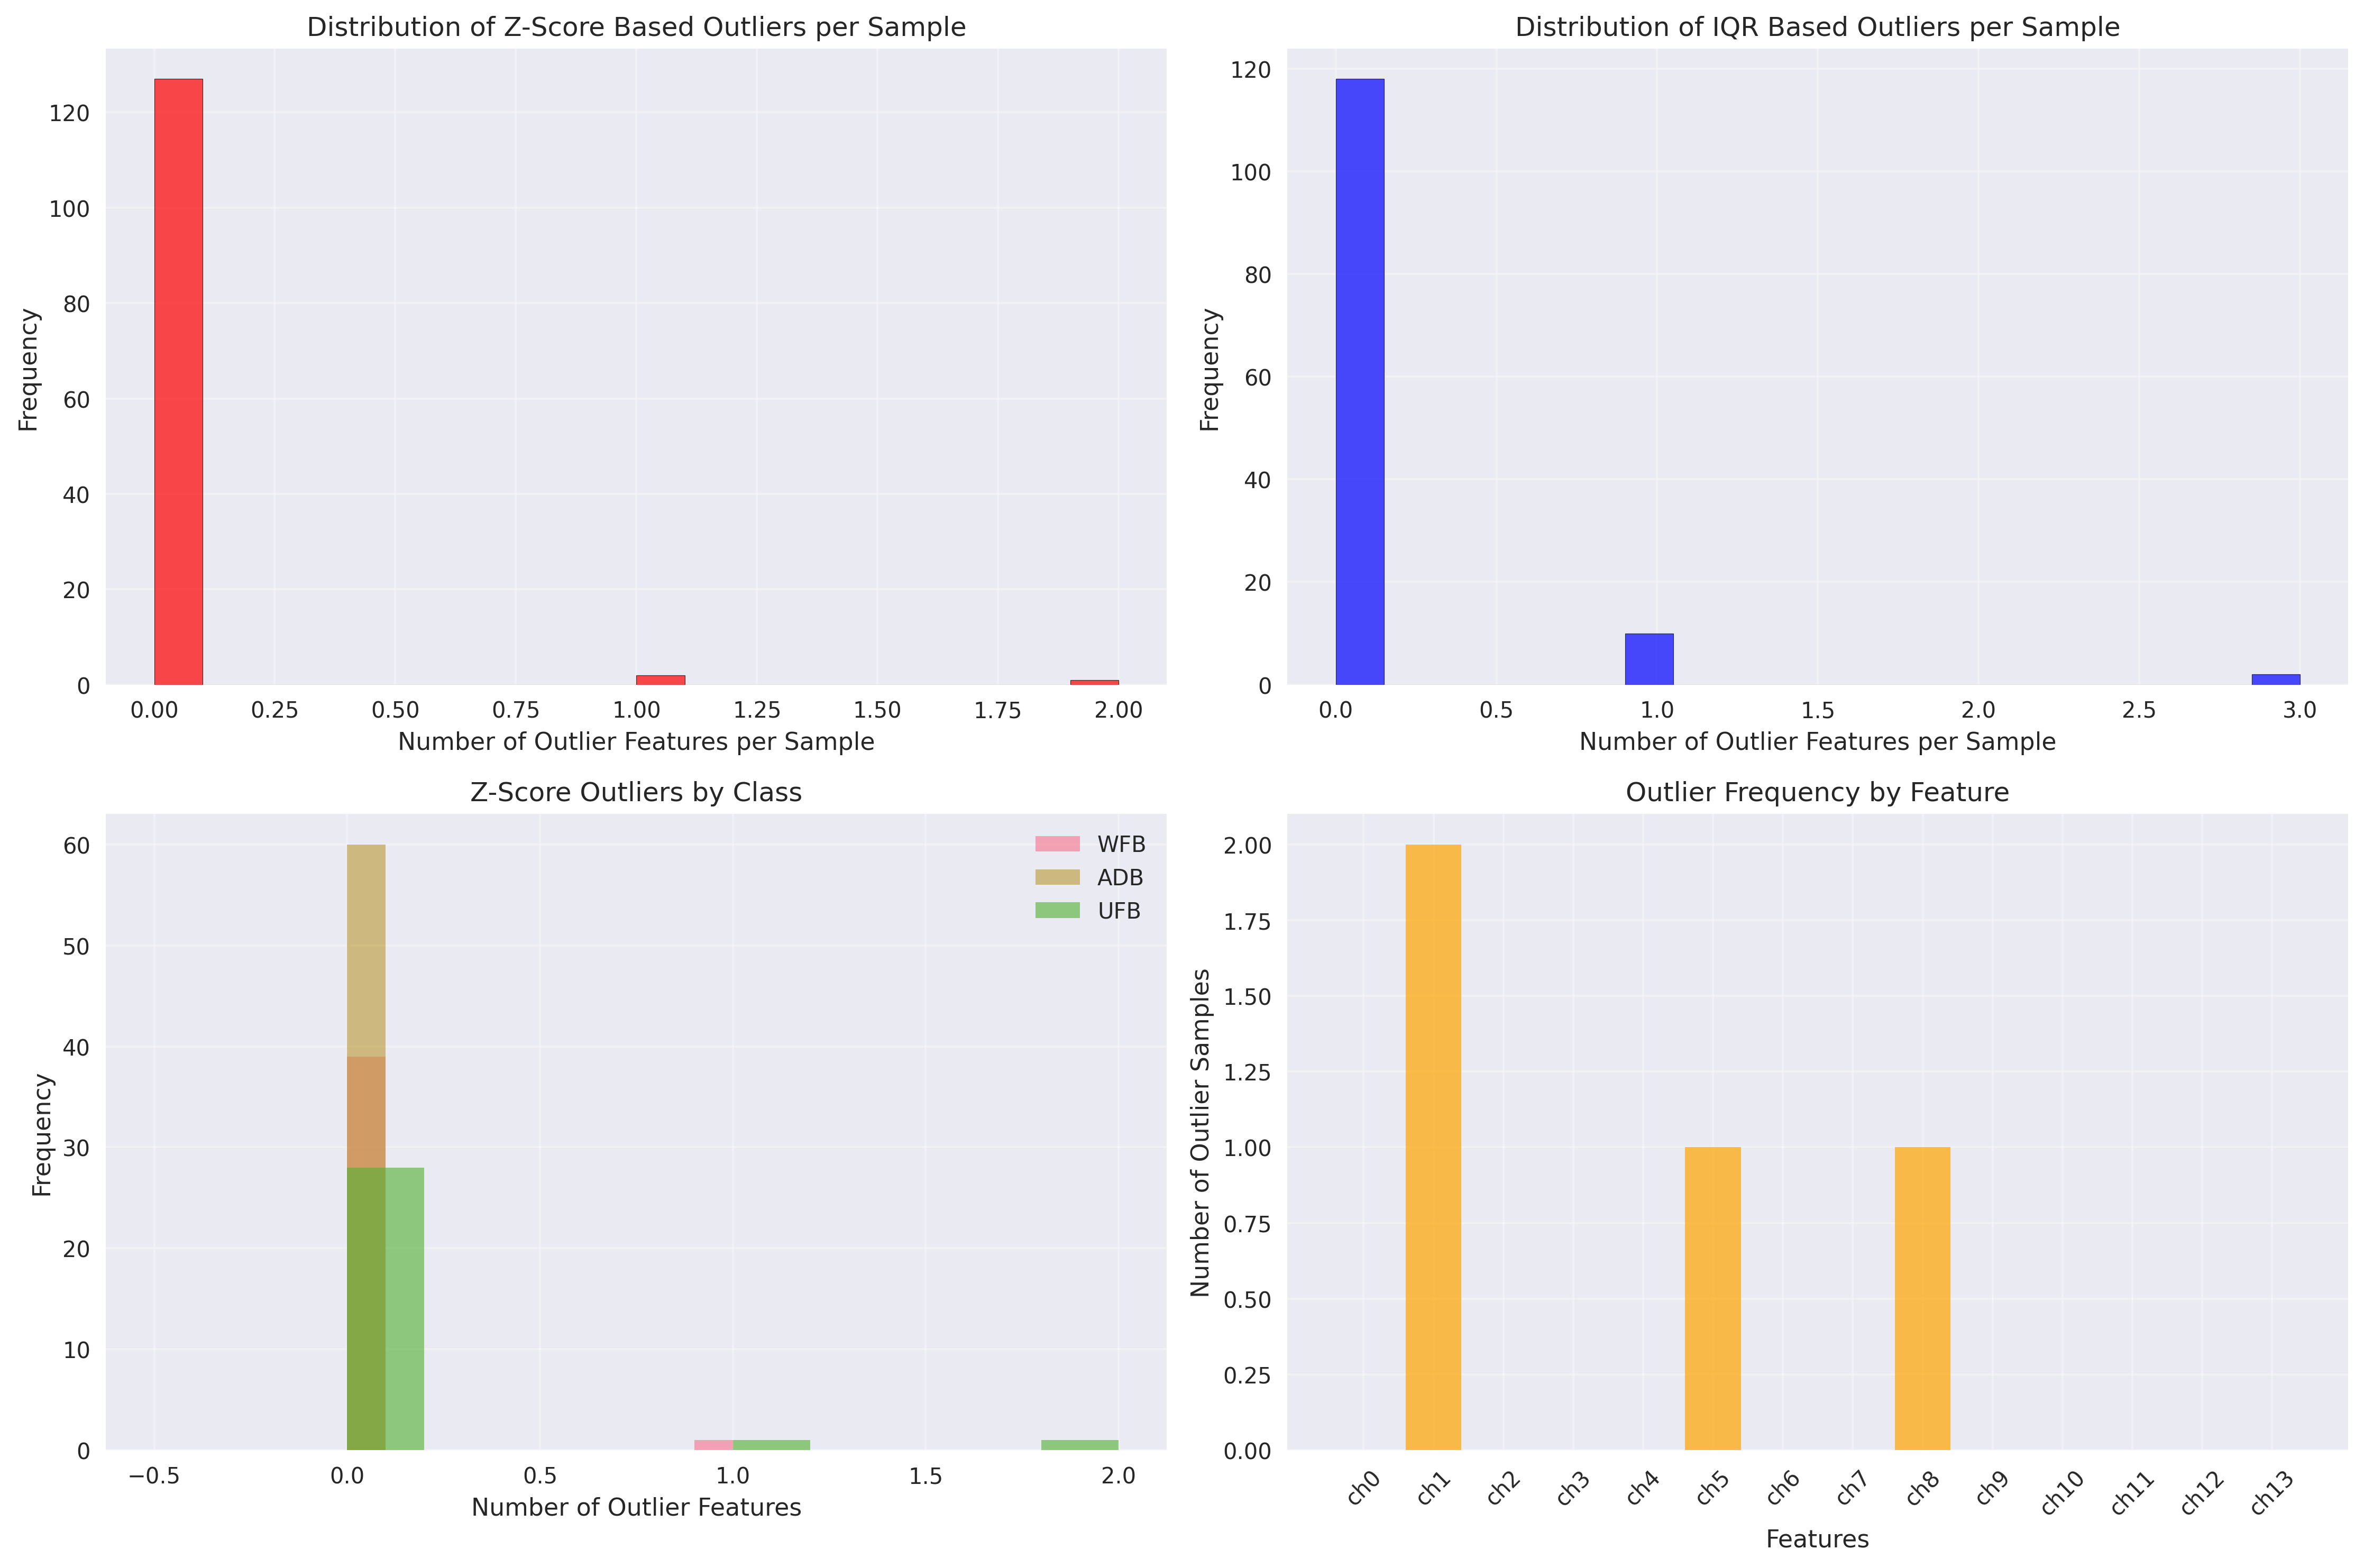 Distribution of Z-Score Based Outliers per Sample
Frequency
120
100
80
60
40
20
0
0.00 0.25 0.50 0.75 1.00 1.25 1.50 1.75 2.00
Number of Outlier Features per Sample
Distribution of IQR Based Outliers per Sample
Frequency
120
100
80
60
40
20
0
0.0 0.5 1.0 1.5 2.0 2.5 3.0
Number of Outlier Features per Sample
Z-Score Outliers by Class
Frequency
60
50
40
30
20
10
0
−0.5 0.0 0.5 1.0 1.5 2.0
Number of Outlier Features
WFB
ADB
UFB
Outlier Frequency by Feature
Number of Outlier Samples
2.00
1.75
1.50
1.25
1.00
0.75
0.50
0.25
0.00
ch0 ch1 ch2 ch3 ch4 ch5 ch6 ch7 ch8 ch9 ch10 ch11 ch12 ch13
Features